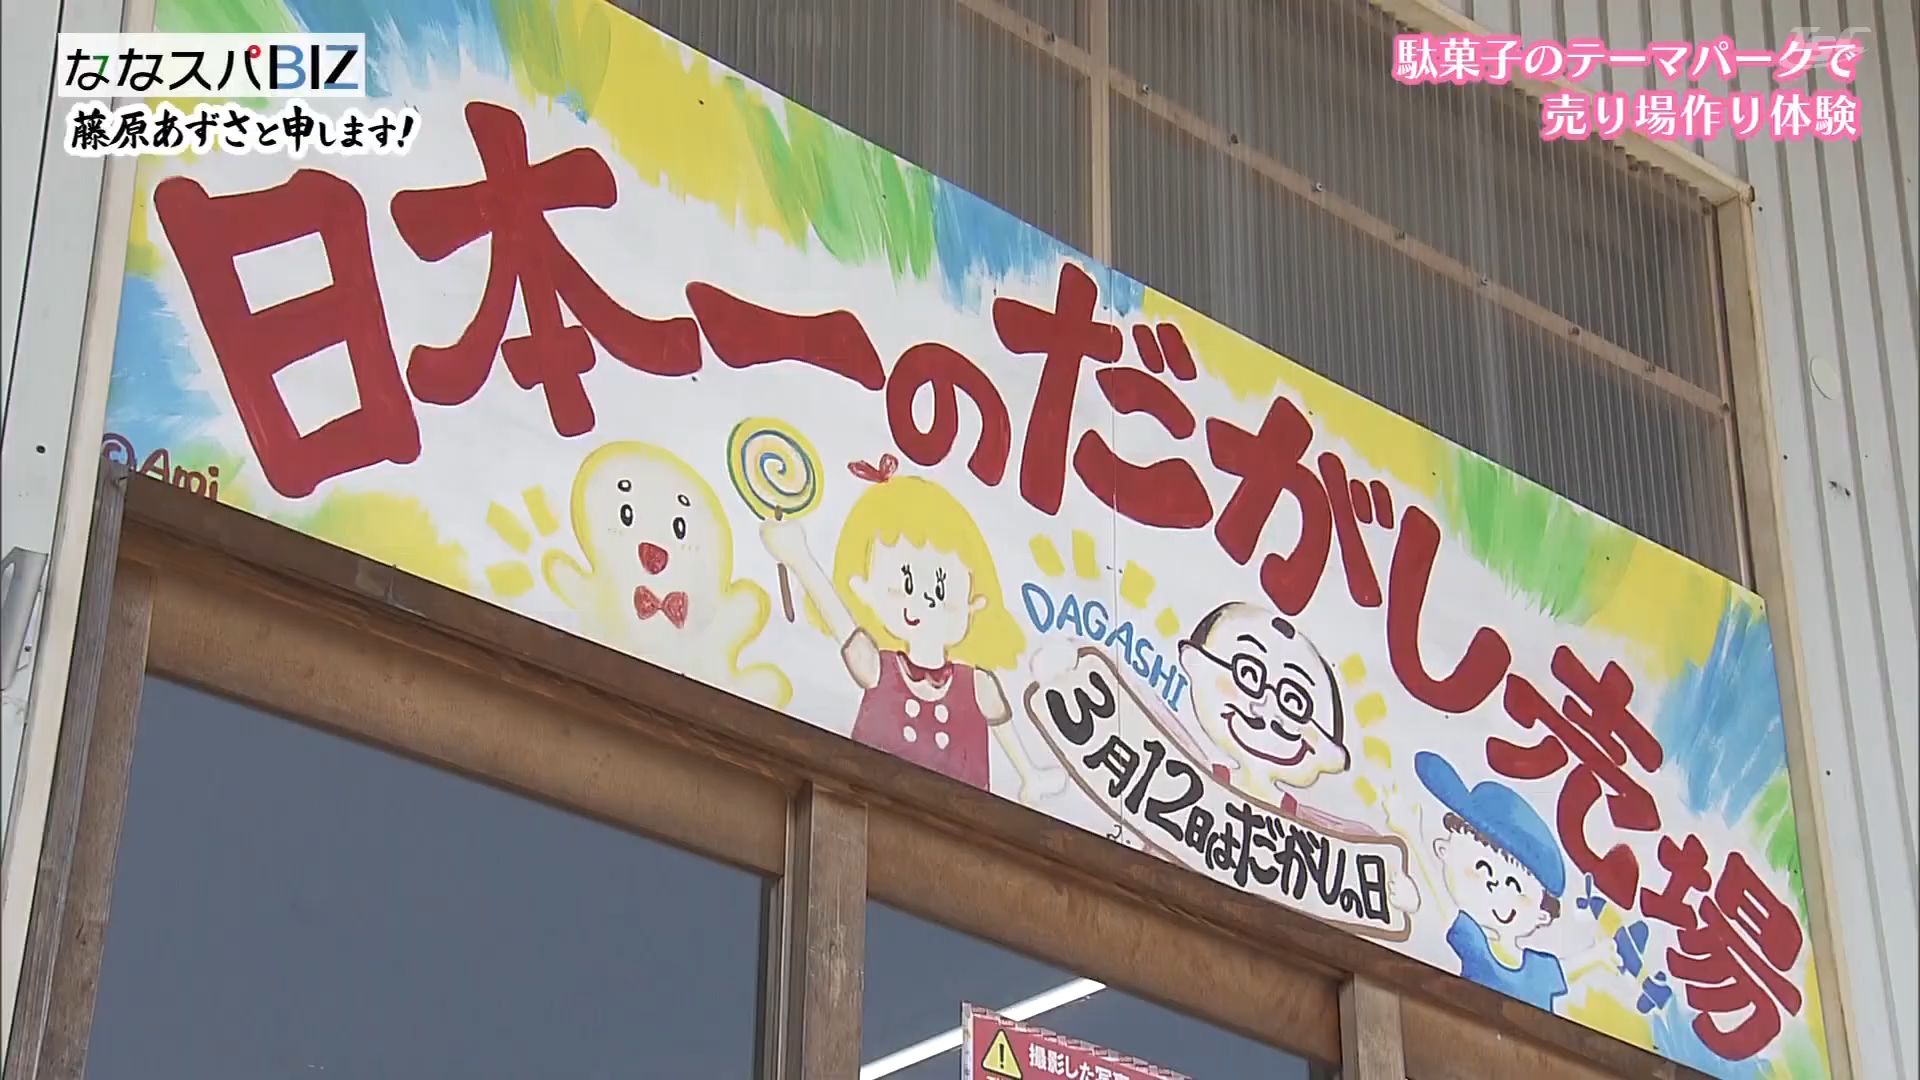 ななスパBIZ
藤原あずさと申します!
駄菓子のテーマパークで
売り場作り体験
日本一のだがし売場
©Ami
DAGASHI
3月12日はだがしの日
撮影した写真